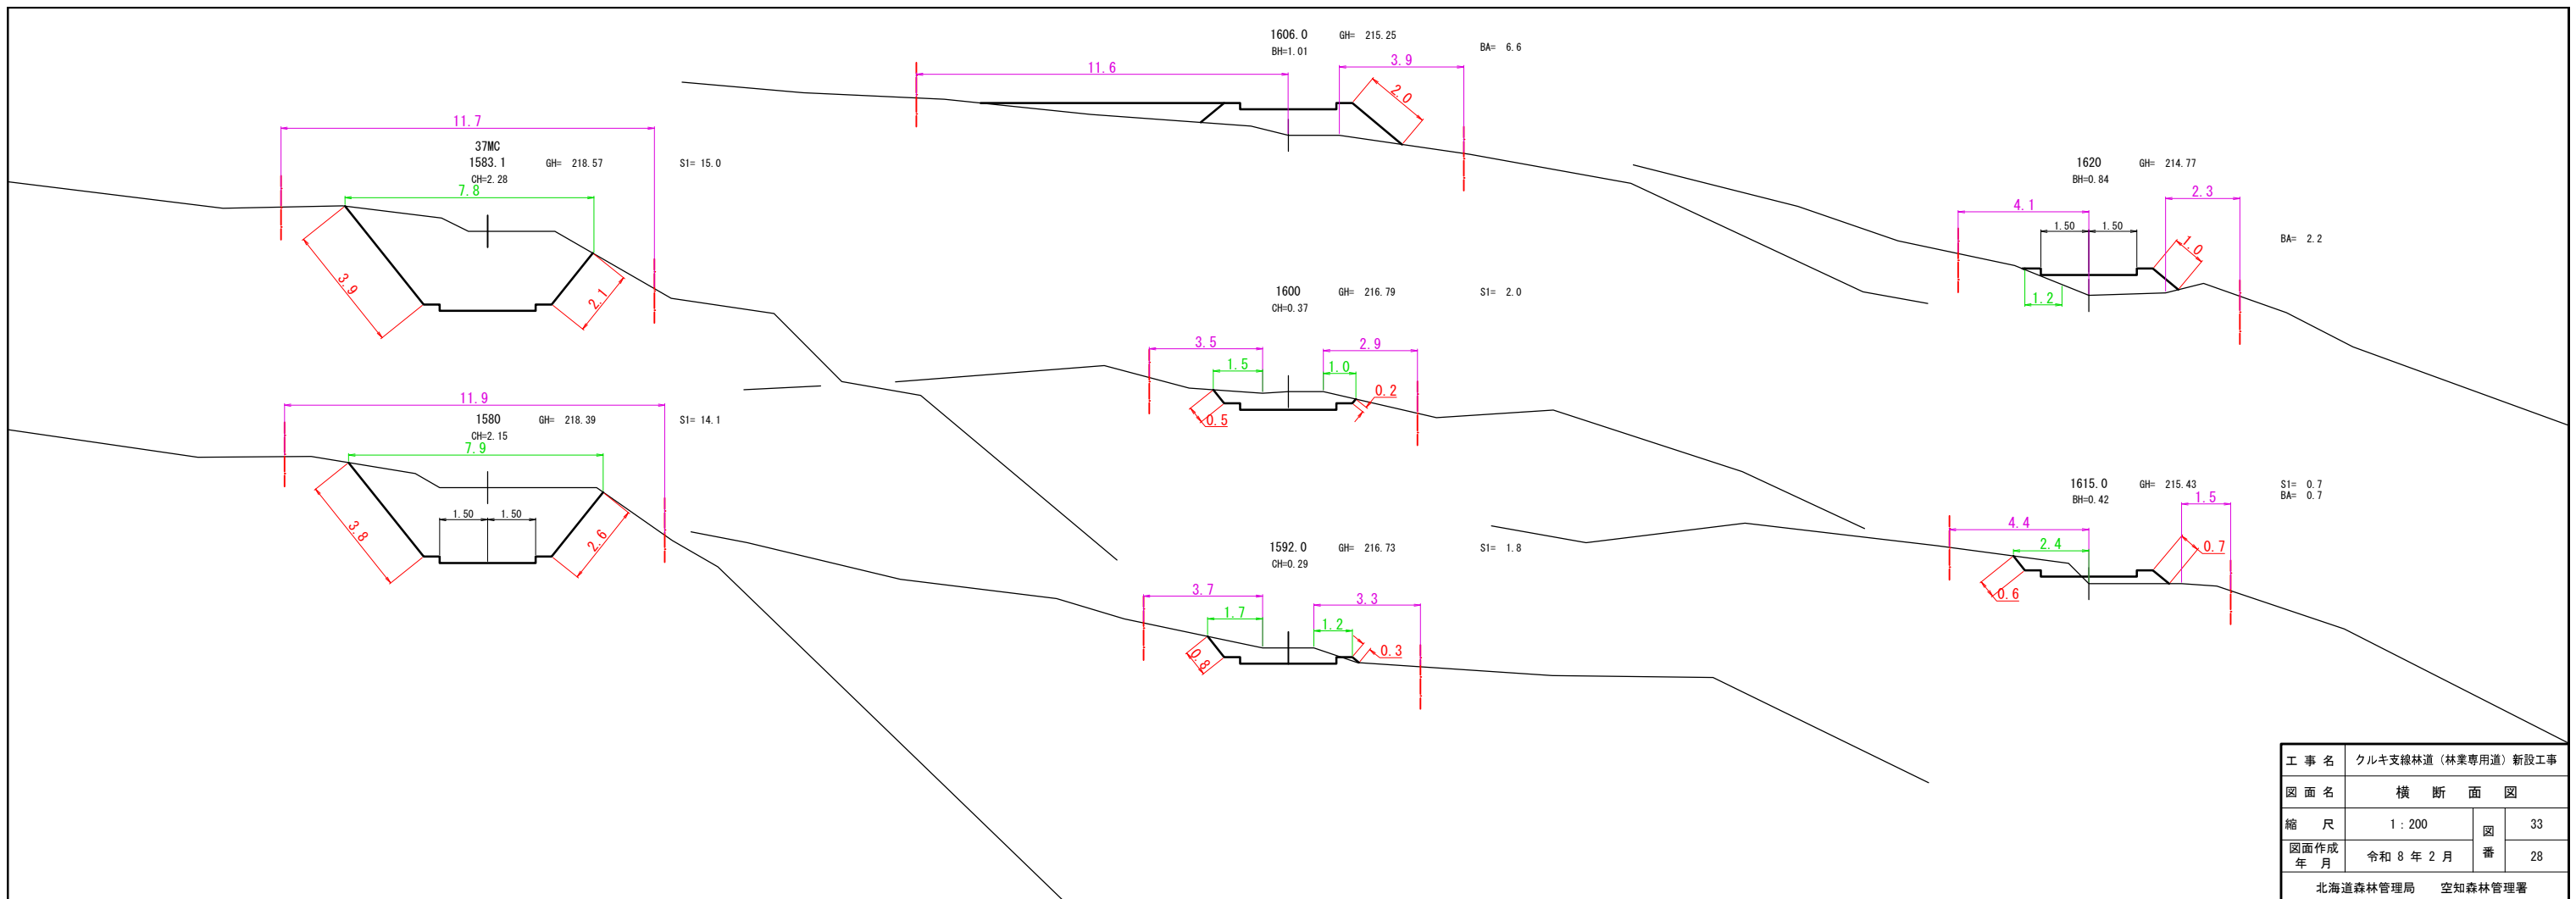 11.7
37MC
1583.1 GH= 218.57 S1= 15.0
CH=2.28
7.8
3.9
2.1
11.9
1580 GH= 218.39 S1= 14.1
CH=2.15
7.9
1.50 1.50
3.8
2.6
1606.0 GH= 215.25 BA= 6.6
BH=1.01
11.6
3.9
2.0
1600 GH= 216.79 S1= 2.0
CH=0.37
3.5
2.9
1.5
1.0
0.2
0.5
1592.0 GH= 216.73 S1= 1.8
CH=0.29
3.7
3.3
1.7
1.2
0.3
0.8
1620 GH= 214.77
BH=0.84
2.3
4.1
1.50 1.50
BA= 2.2
1.0
1.2
1615.0 GH= 215.43 S1= 0.7
BH=0.42 BA= 0.7
1.5
4.4
2.4
0.7
0.6
工事名 クルキ支線林道（林業専用道）新設工事
図面名 横断面図
縮尺 1：200 図番 33
図面作成年月 令和 8 年 2 月 28
北海道森林管理局 空知森林管理署